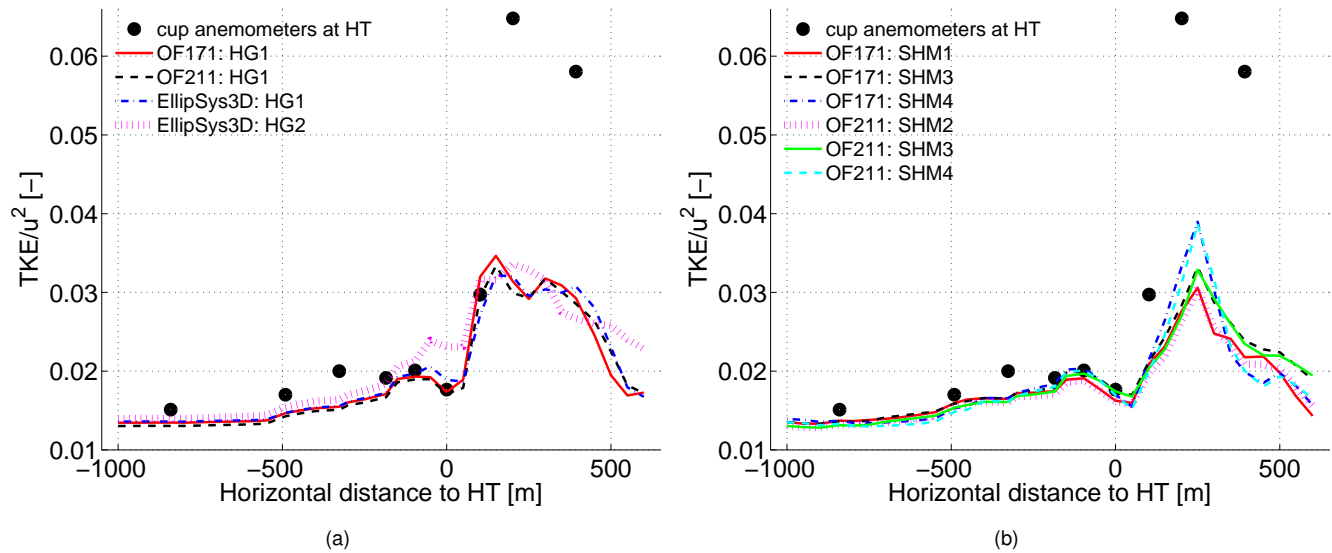 cup anemometers at HT
OF171: HG1
OF211: HG1
EllipSys3D: HG1
EllipSys3D: HG2
0.06
0.05
0.04
0.03
0.02
0.01
TKE/u² [−]
−1000
−500
0
500
Horizontal distance to HT [m]
(a)
cup anemometers at HT
OF171: SHM1
OF171: SHM3
OF171: SHM4
OF211: SHM2
OF211: SHM3
OF211: SHM4
0.06
0.05
0.04
0.03
0.02
0.01
TKE/u² [−]
−1000
−500
0
500
Horizontal distance to HT [m]
(b)